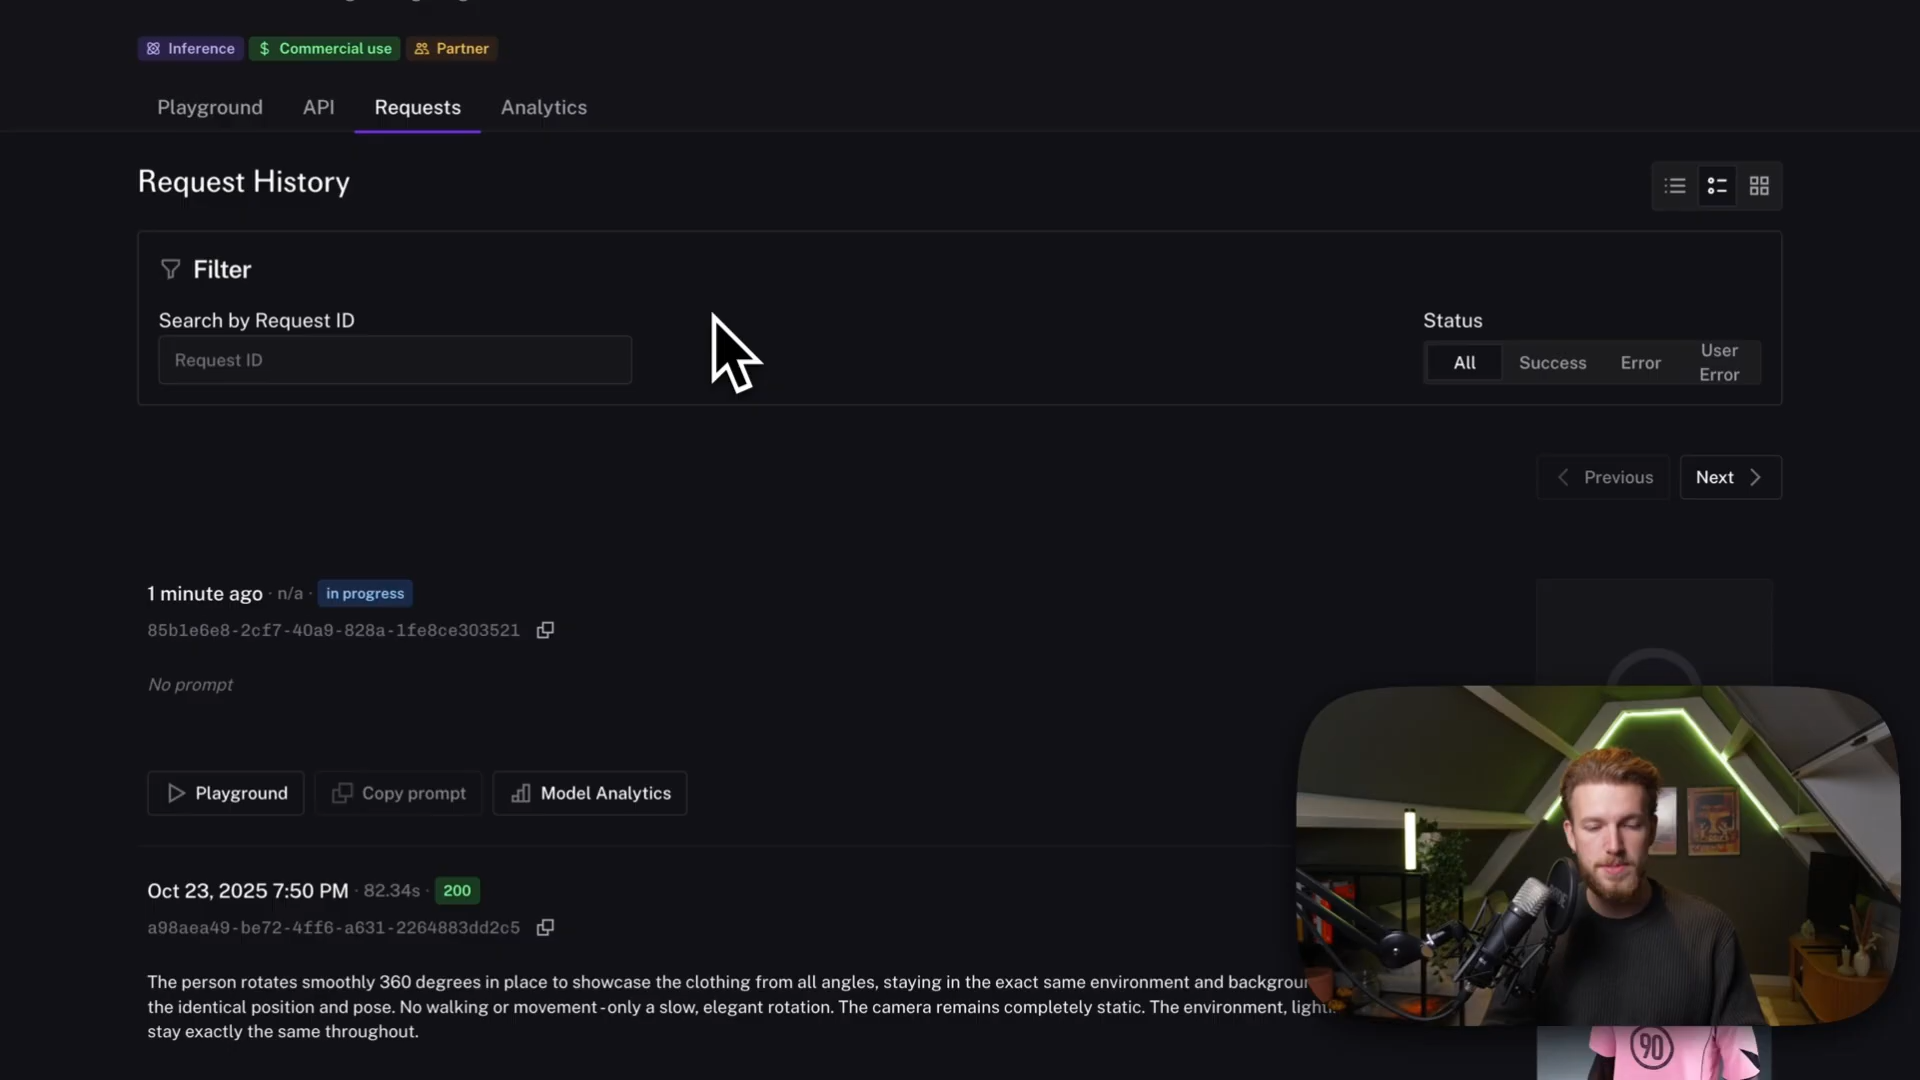 Inference
Commercial use
Partner
Playground
API
Requests
Analytics
Request History
Filter
Search by Request ID
Request ID
Status
All
Success
Error
User
Error
Previous
Next
1 minute ago · n/a · in progress
85b1e6e8-2cf7-40a9-828a-1fe8ce303521
No prompt
Playground
Copy prompt
Model Analytics
Oct 23, 2025 7:50 PM · 82.34s · 200
a98aea49-be72-4ff6-a631-2264883dd2c5
The person rotates smoothly 360 degrees in place to showcase the clothing from all angles, staying in the exact same environment and
the identical position and pose. No walking or movement-only a slow, elegant rotation. The camera remains completely static. The environment,
stay exactly the same throughout.
90